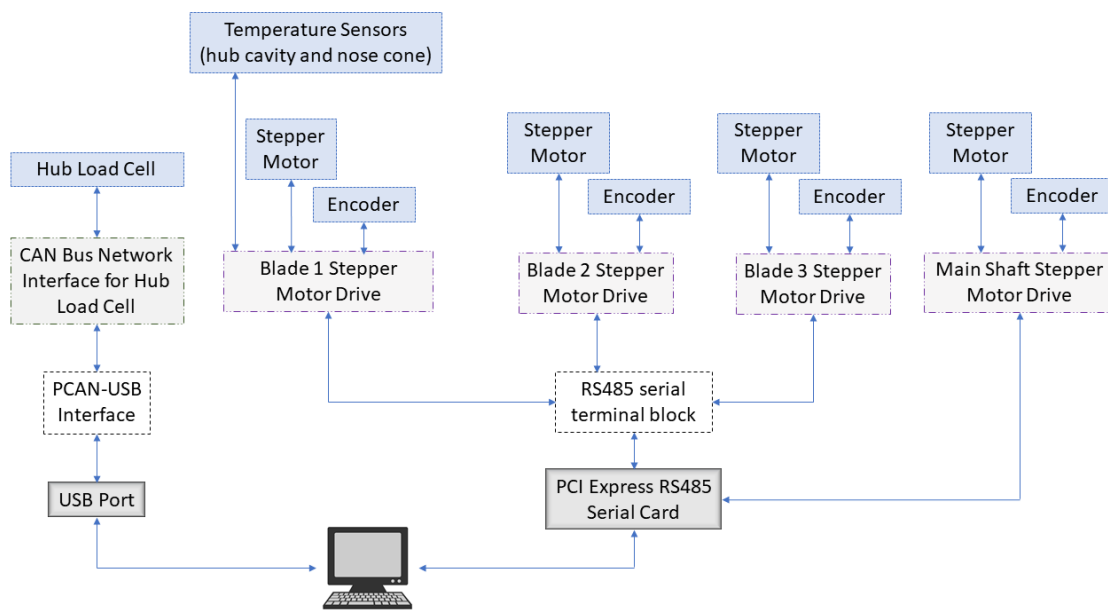 Temperature Sensors
(hub cavity and nose cone)
Stepper
Motor
Stepper
Motor
Stepper
Motor
Stepper
Motor
Hub Load Cell
Encoder
Encoder
Encoder
Encoder
CAN Bus Network
Interface for Hub
Load Cell
Blade 1 Stepper
Motor Drive
Blade 2 Stepper
Motor Drive
Blade 3 Stepper
Motor Drive
Main Shaft Stepper
Motor Drive
PCAN-USB
Interface
RS485 serial
terminal block
USB Port
PCI Express RS485
Serial Card